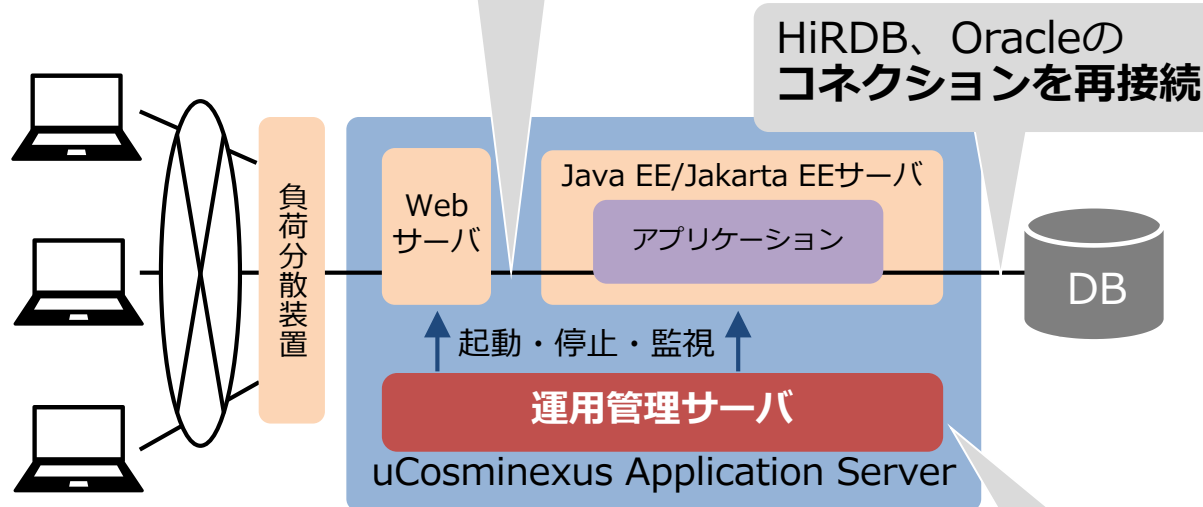 HiRDB、Oracleの
コネクションを再接続
Java EE/Jakarta EEサーバ
Web
サーバ
アプリケーション
負荷分散装置
DB
起動・停止・監視
運用管理サーバ
uCosminexus Application Server